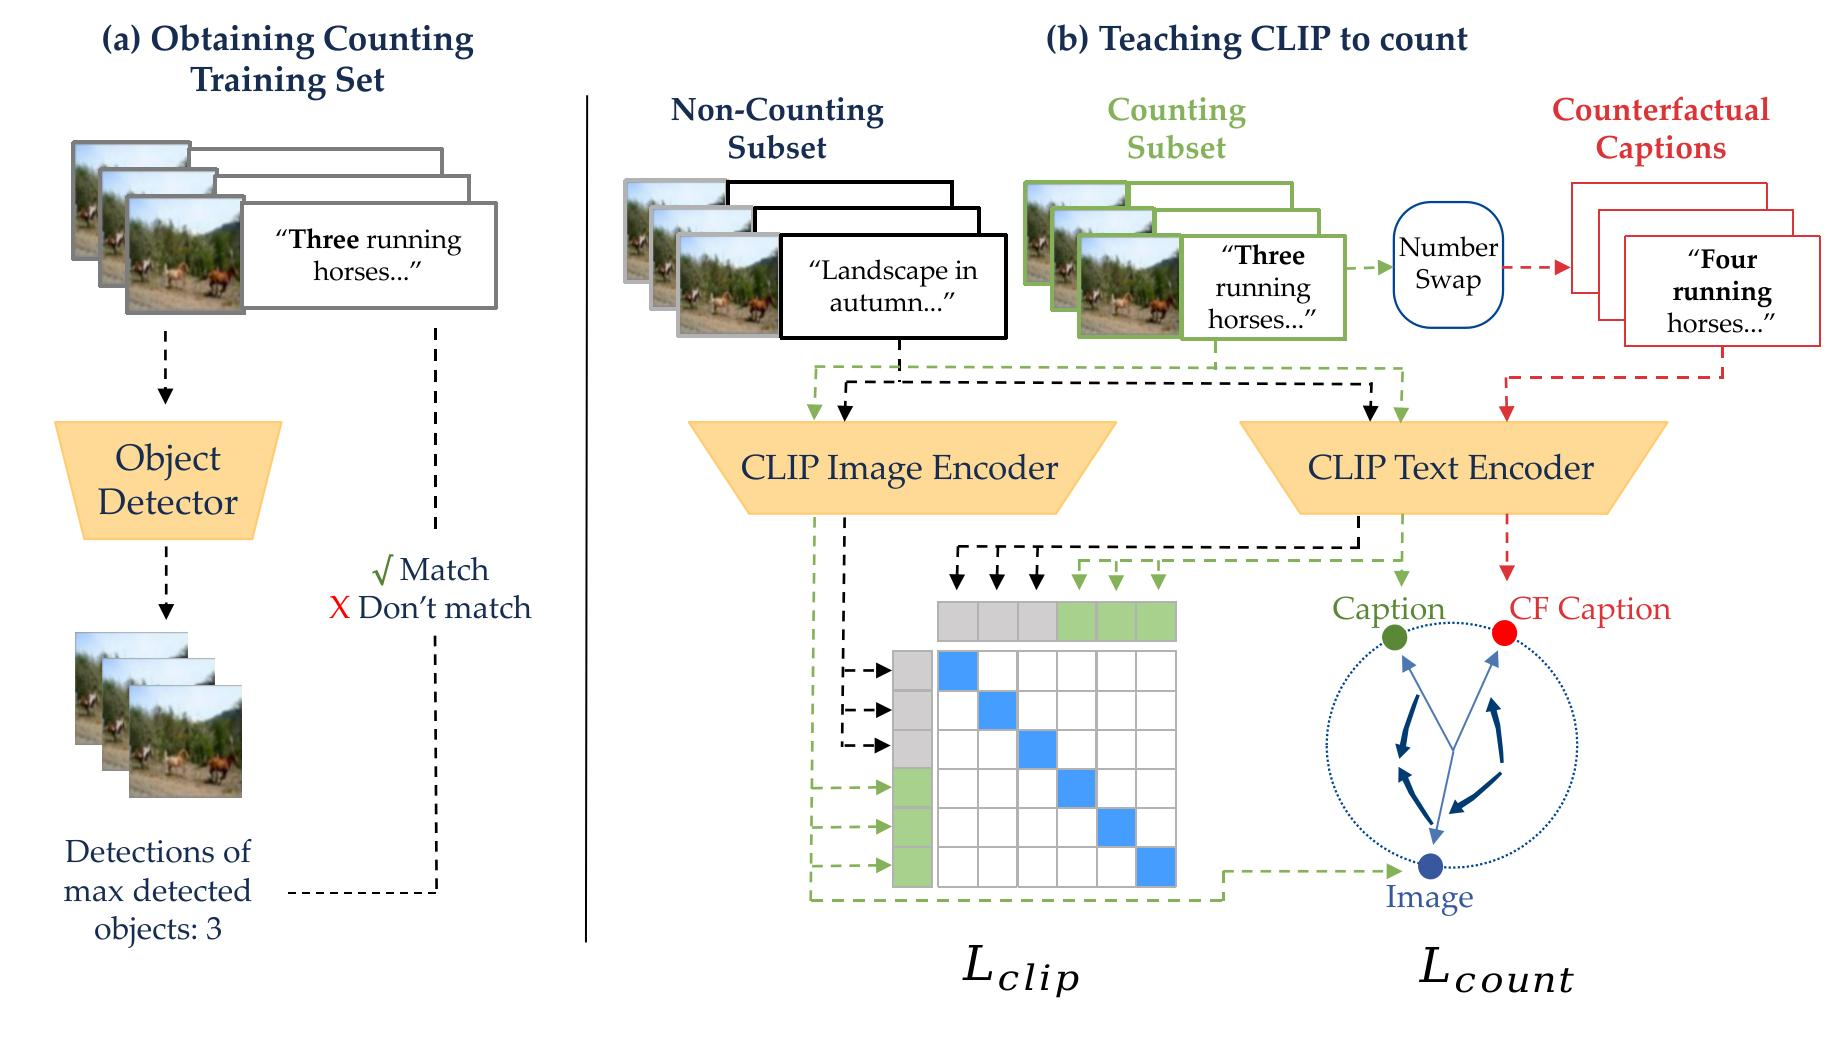 (a) Obtaining Counting
Training Set
“Three running
horses...”
Object
Detector
√ Match
X Don’t match
Detections of
max detected
objects: 3
(b) Teaching CLIP to count
Non-Counting
Subset
“Landscape in
autumn...”
Counting
Subset
“Three
running
horses...”
Number
Swap
Counterfactual
Captions
“Four
running
horses...”
CLIP Image Encoder
CLIP Text Encoder
Caption
CF Caption
Image
L_clip
L_count